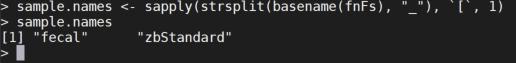 > sample.names <- sapply(strsplit(basename(fnFs), "_"), `[`, 1)
> sample.names
[1] "fecal"      "zbStandard"
>